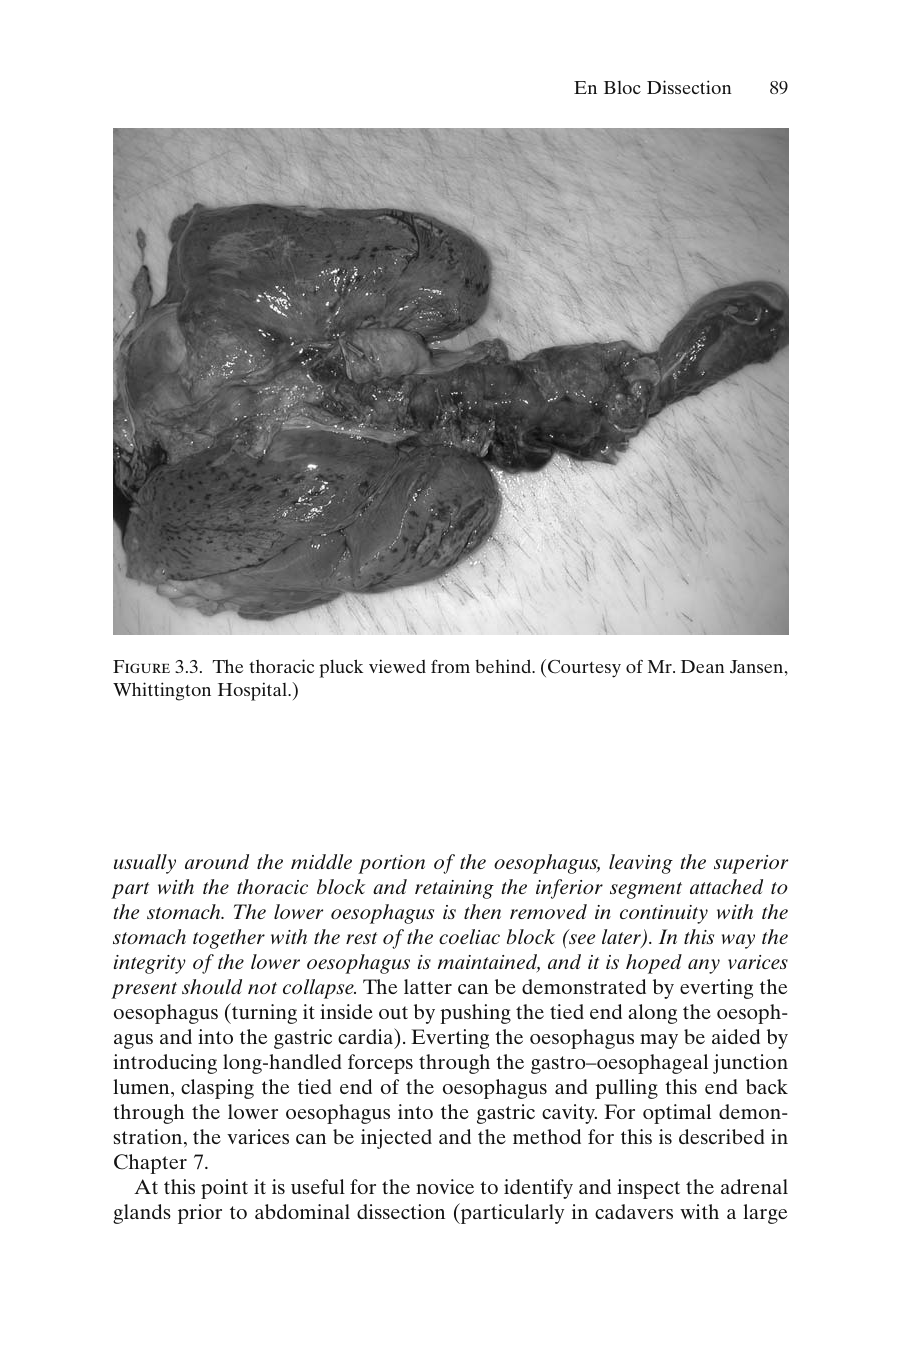 En Bloc Dissection 89
FIGURE 3.3. The thoracic pluck viewed from behind. (Courtesy of Mr. Dean Jansen,
Whittington Hospital.)
usually around the middle portion of the oesophagus, leaving the superior
part with the thoracic block and retaining the inferior segment attached to
the stomach. The lower oesophagus is then removed in continuity with the
stomach together with the rest of the coeliac block (see later). In this way the
integrity of the lower oesophagus is maintained, and it is hoped any varices
present should not collapse. The latter can be demonstrated by everting the
oesophagus (turning it inside out by pushing the tied end along the oesoph-
agus and into the gastric cardia). Everting the oesophagus may be aided by
introducing long-handled forceps through the gastro–oesophageal junction
lumen, clasping the tied end of the oesophagus and pulling this end back
through the lower oesophagus into the gastric cavity. For optimal demon-
stration, the varices can be injected and the method for this is described in
Chapter 7.
At this point it is useful for the novice to identify and inspect the adrenal
glands prior to abdominal dissection (particularly in cadavers with a large